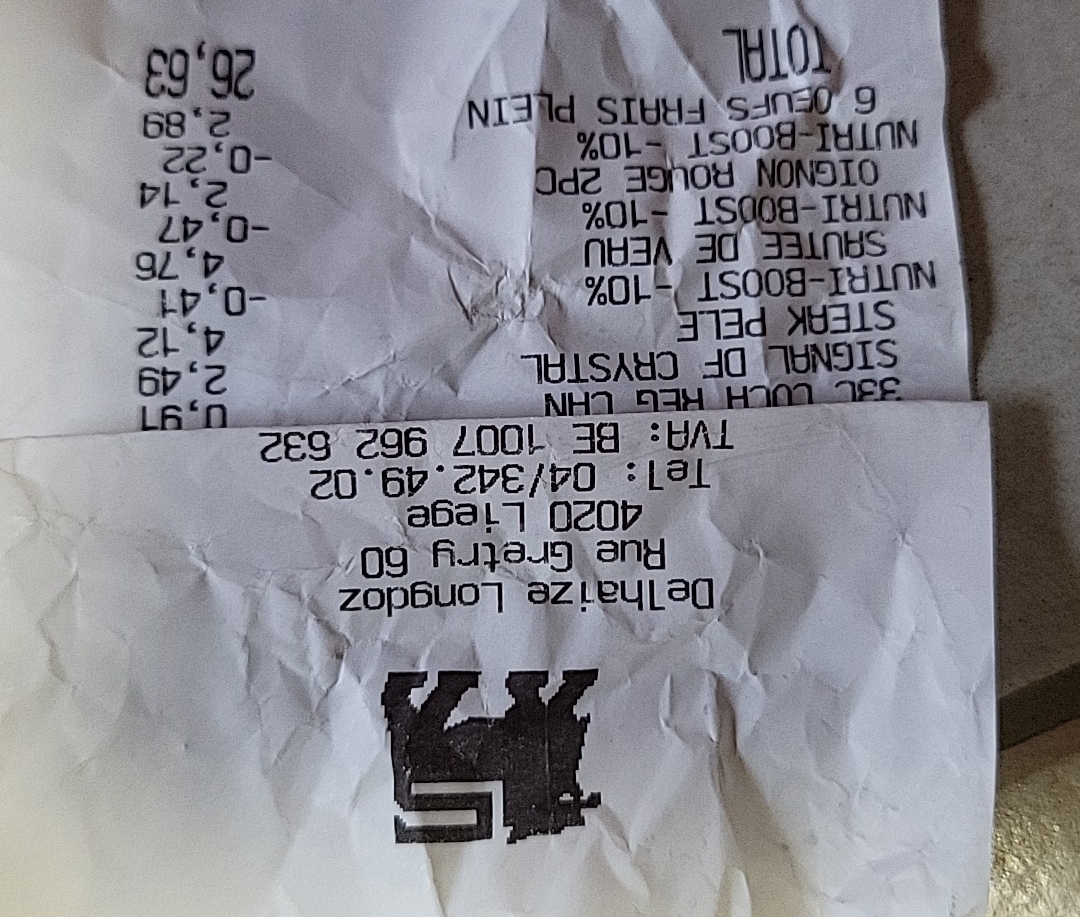 Delhaize Longdoz
Rue Gretry 60
4020 Liege
Tel: 04/342.49.02
TVA: BE 1007 962 632
REG 0,91
SIGNAL DF CRYSTAL 2,49
STEAK PELE 4,12
NUTRI-BOOST -10% -0,41
SAUTEE DE VEAU 4,76
NUTRI-BOOST -10% -0,47
OIGNON ROUGE 2PC 2,14
NUTRI-BOOST -10% -0,22
6 OEUFS FRAIS PLEIN 2,89
TOTAL 26,63